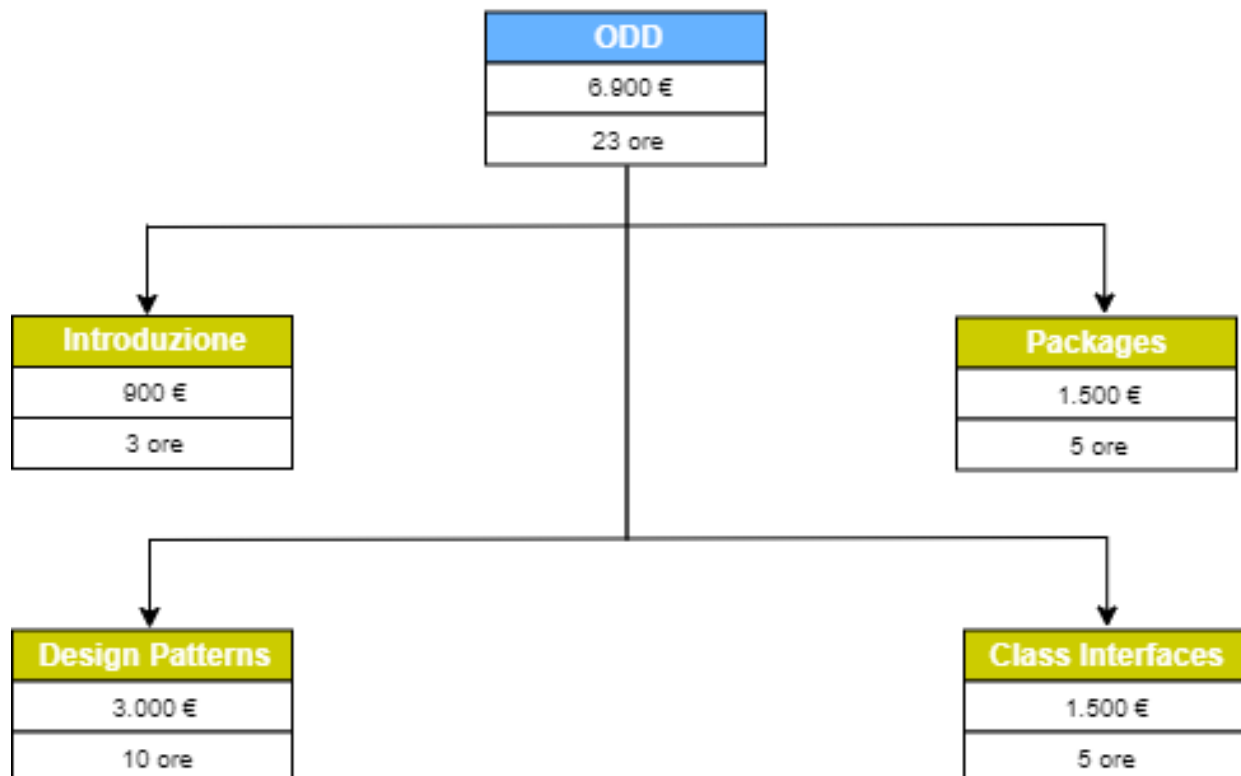 ODD
6.900 €
23 ore
Introduzione
900 €
3 ore
Packages
1.500 €
5 ore
Design Patterns
3.000 €
10 ore
Class Interfaces
1.500 €
5 ore